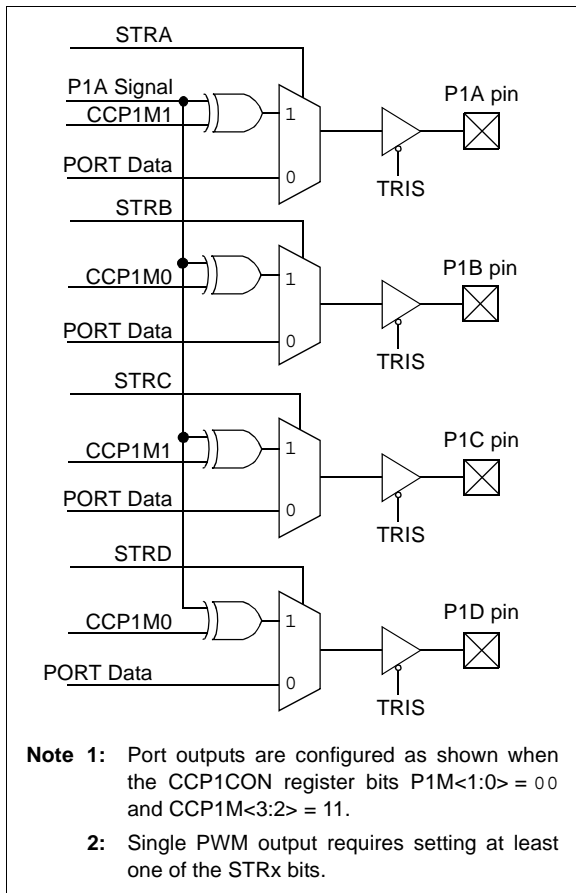 STRA
P1A Signal
P1A pin
CCP1M1
1
PORT Data
0
TRIS
STRB
P1B pin
CCP1M0
1
PORT Data
0
TRIS
STRC
P1C pin
CCP1M1
1
PORT Data
0
TRIS
STRD
P1D pin
CCP1M0
1
PORT Data
0
TRIS
Note 1: Port outputs are configured as shown when
the CCP1CON register bits P1M<1:0> = 00
and CCP1M<3:2> = 11.
2: Single PWM output requires setting at least
one of the STRx bits.